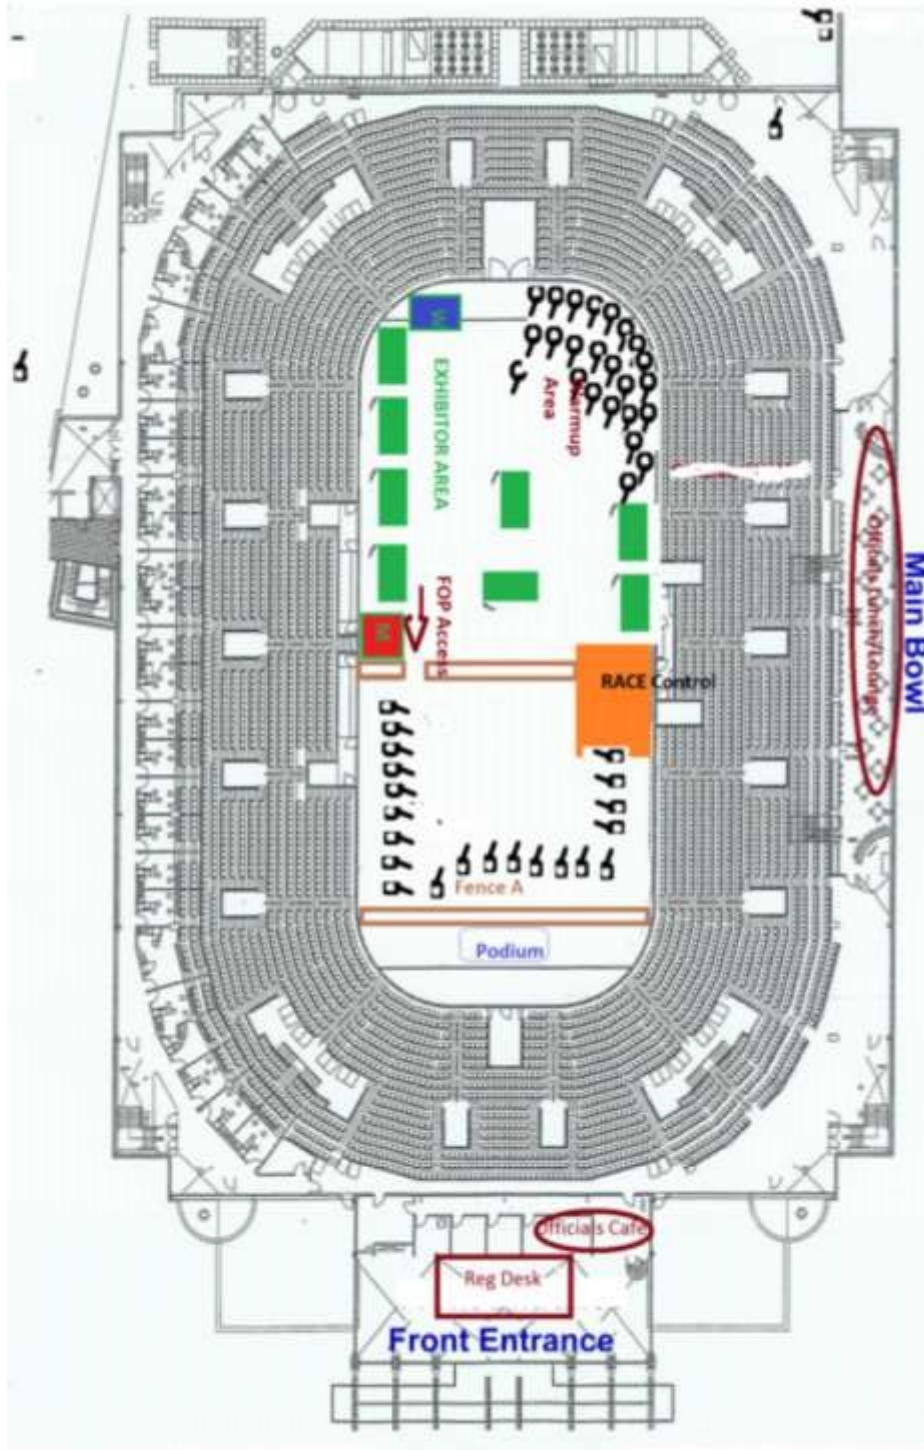 W
EXHIBITOR AREA
Warmup
Area
FOP Access
M
RACE Control
Officials Lunch/Lounge
Main Bowl
Fence A
Podium
Officials Cafe
Reg Desk
Front Entrance